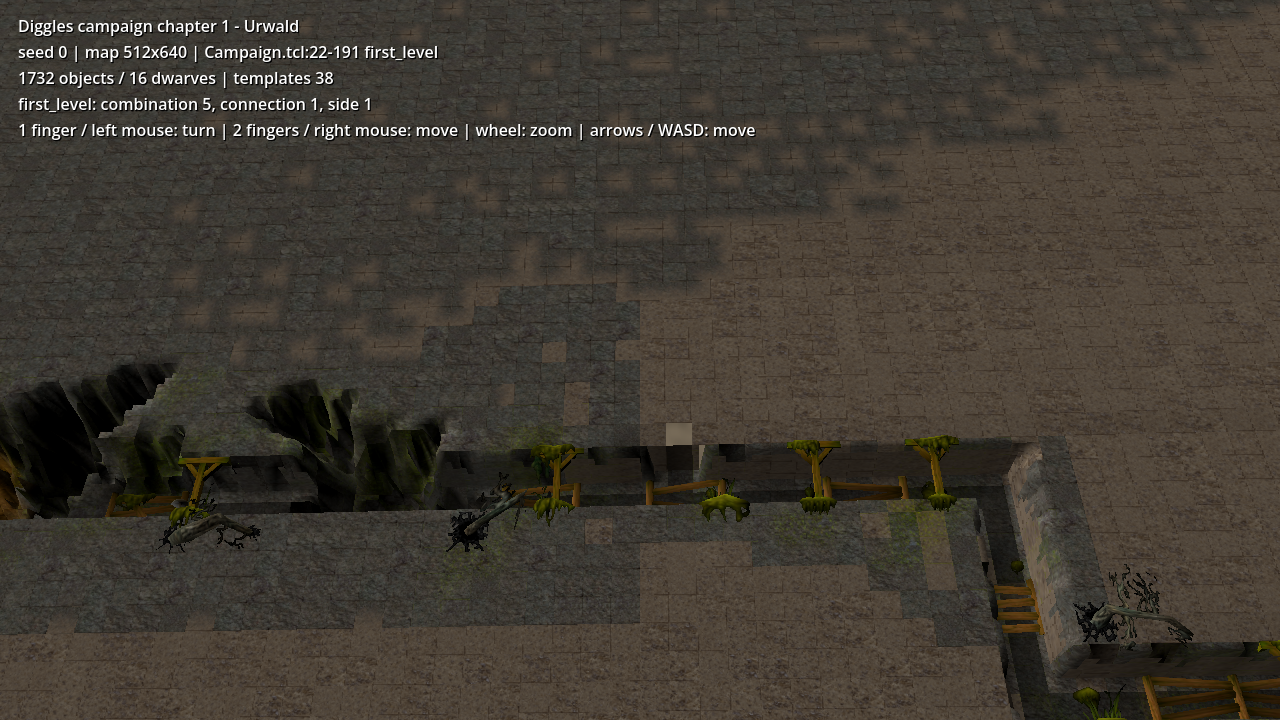 Diggles campaign chapter 1 - Urwald
seed 0 | map 512x640 | Campaign.tcl:22-191 first_level
1732 objects / 16 dwarves | templates 38
first_level: combination 5, connection 1, side 1
1 finger / left mouse: turn | 2 fingers / right mouse: move | wheel: zoom | arrows / WASD: move